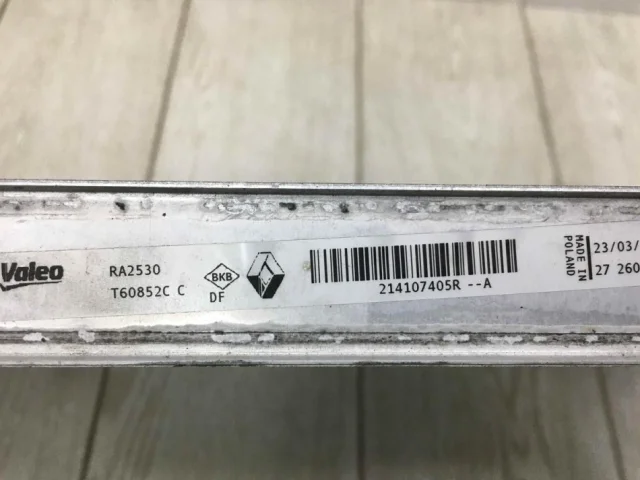 Valeo
RA2530
T60852C C
BKB
DF
214107405R --A
MADE IN
POLAND
23/03/
27 260